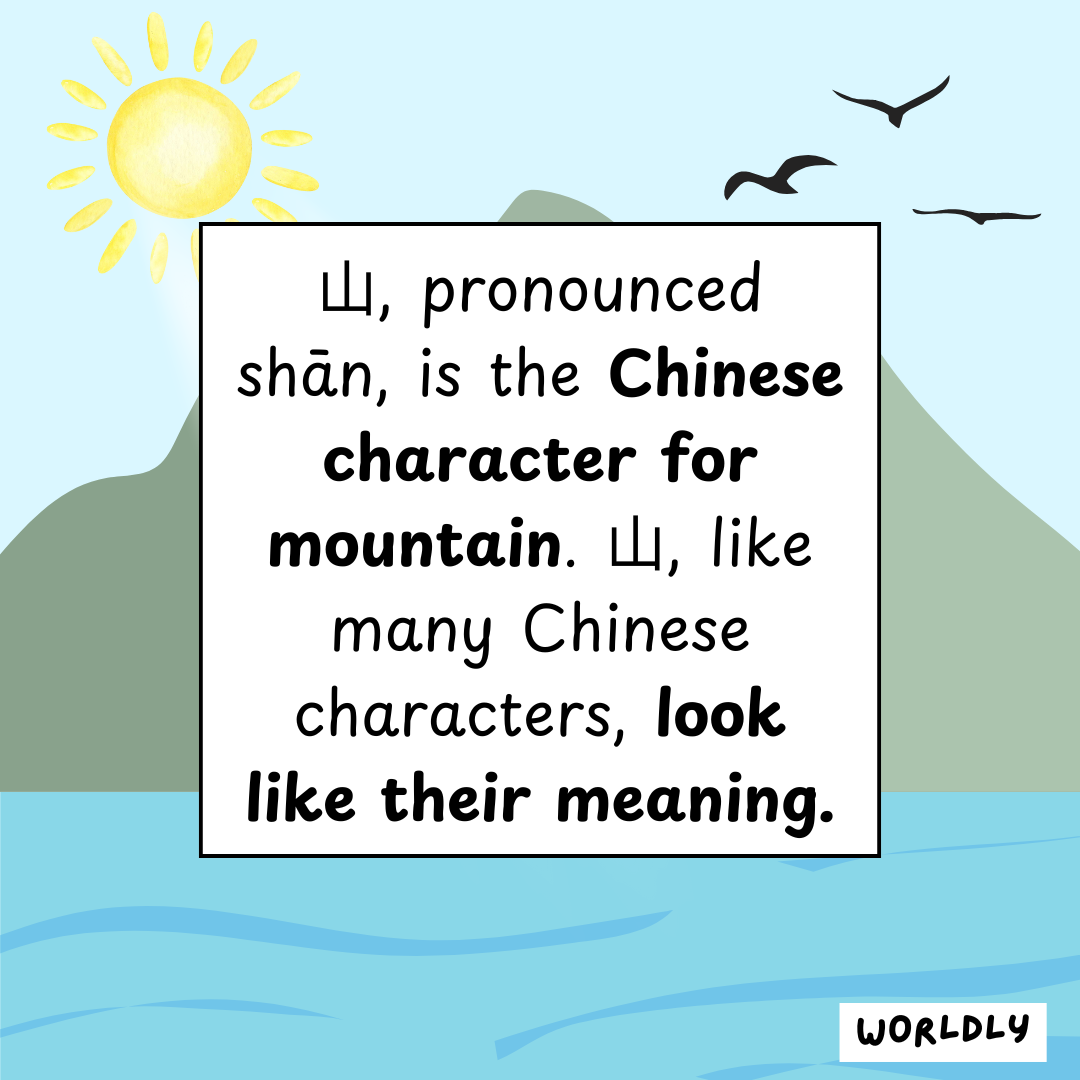 山, pronounced
shān, is the Chinese
character for
mountain. 山, like
many Chinese
characters, look
like their meaning.
WORLDLY